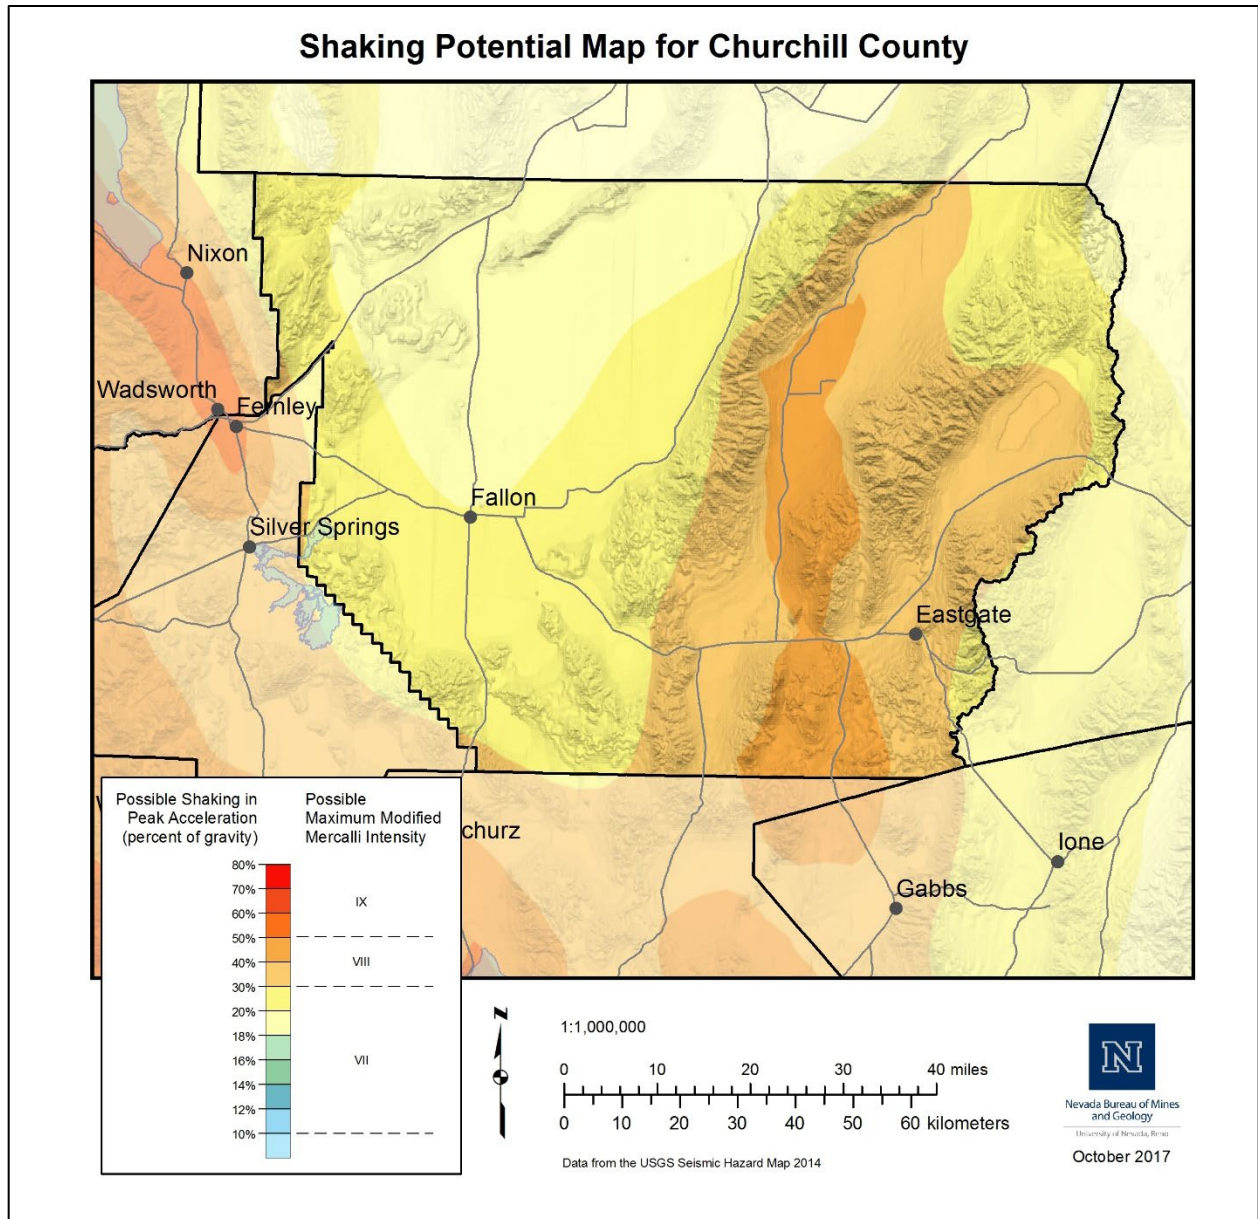 Shaking Potential Map for Churchill County
Nixon
Wadsworth
Fernley
Fallon
Silver Springs
Eastgate
churz
Ione
Gabbs
Possible Shaking in
Peak Acceleration
(percent of gravity)
Possible
Maximum Modified
Mercalli Intensity
80%
70%
60%
50%
40%
30%
20%
18%
16%
14%
12%
10%
IX
VIII
VII
N
1:1,000,000
0 10 20 30 40 miles
0 10 20 30 40 50 60 kilometers
Data from the USGS Seismic Hazard Map 2014
N
Nevada Bureau of Mines
and Geology
University of Nevada, Reno
October 2017